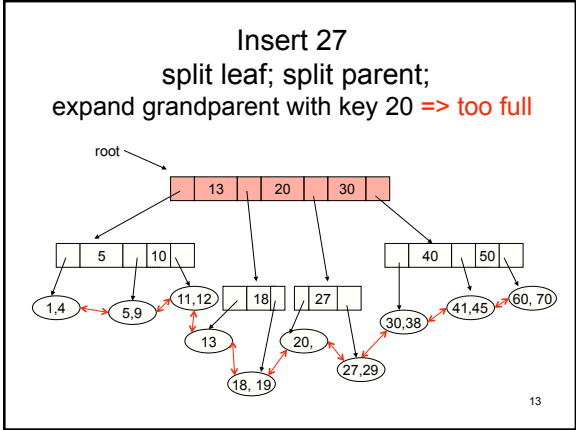 Insert 27
split leaf; split parent;
expand grandparent with key 20 => too full
root
13 20 30
5 10
40 50
18 27
1,4 5,9 11,12
13 20, 30,38 41,45 60, 70
18, 19 27,29
13